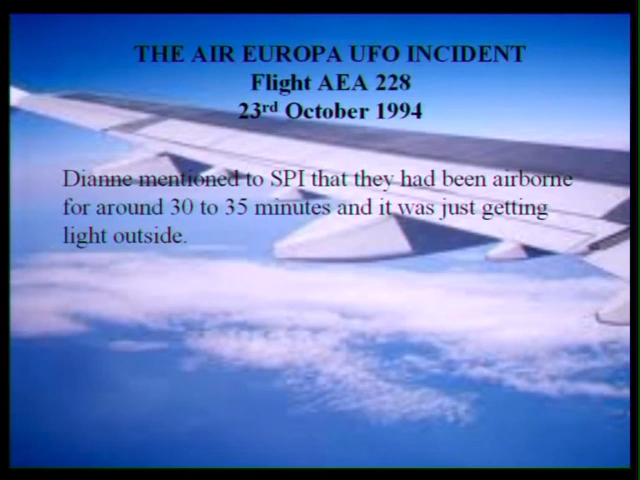 THE AIR EUROPA UFO INCIDENT
Flight AEA 228
23rd October 1994
Dianne mentioned to SPI that they had been airborne
for around 30 to 35 minutes and it was just getting
light outside.